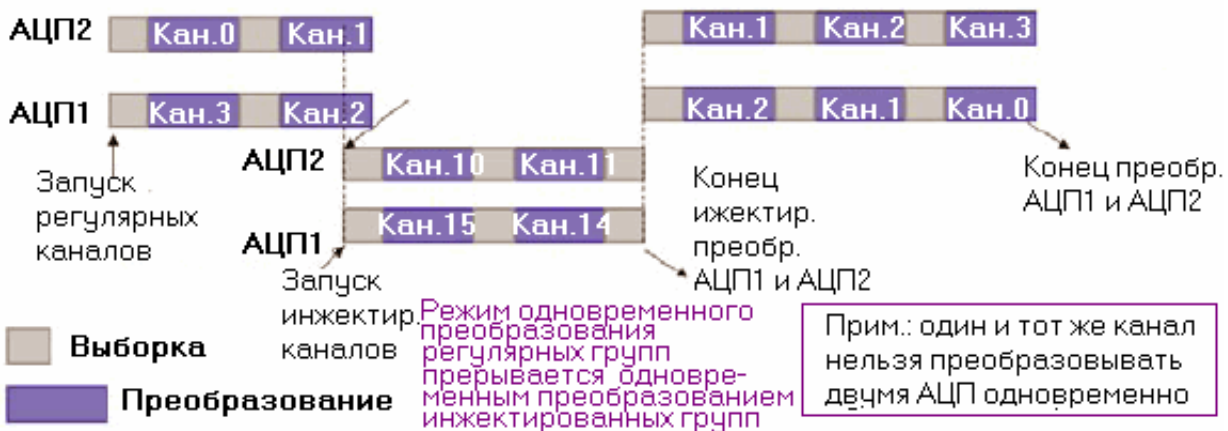 АЦП2 Кан.0 Кан.1 Кан.1 Кан.2 Кан.3
АЦП1 Кан.3 Кан.2 Кан.2 Кан.1 Кан.0
АЦП2 Кан.10 Кан.11
АЦП1 Кан.15 Кан.14
Запуск
регулярных
каналов
Запуск
инжектир.
каналов
Конец
ижектир.
преобр.
АЦП1 и АЦП2
Конец преобр.
АЦП1 и АЦП2
Выборка
Преобразование
Режим одновременного
преобразования
регулярных групп
прерывается одновре-
менным преобразованием
инжектированных групп
Прим.: один и тот же канал
нельзя преобразовывать
двумя АЦП одновременно